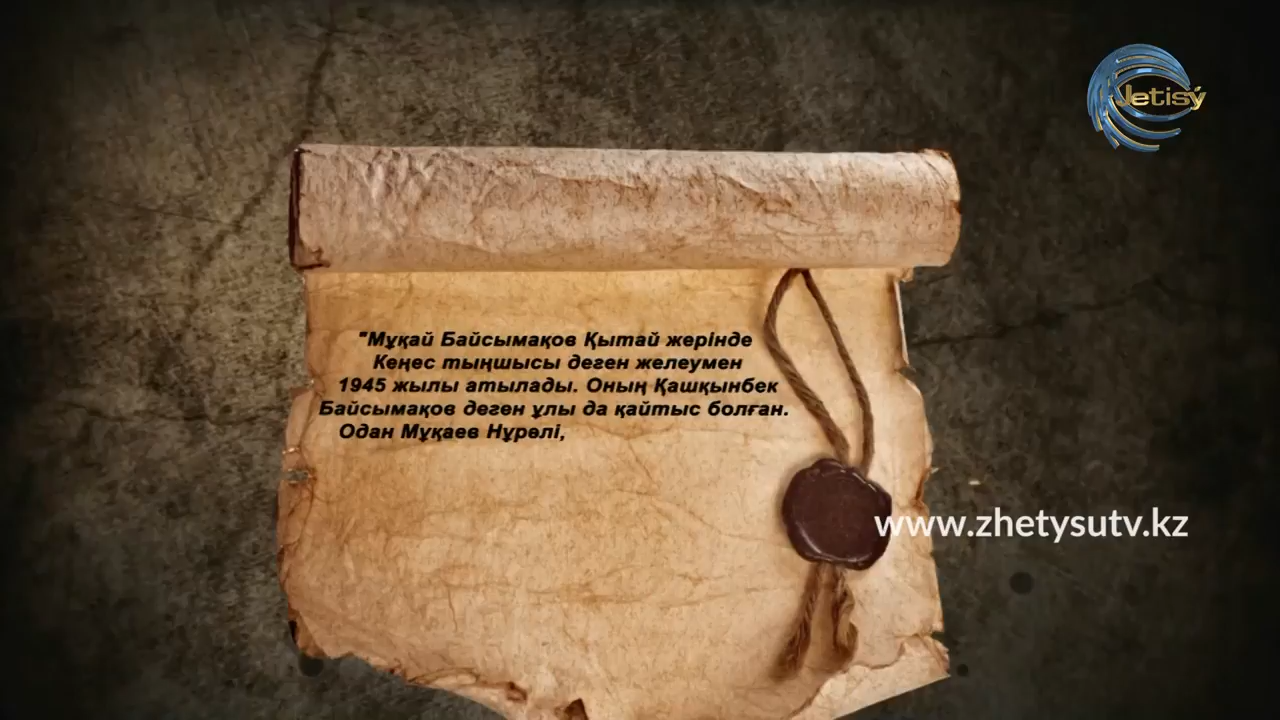 Jetisý
"Мұқай Байсымақов Қытай жерінде
Кеңес тыңшысы деген желеумен
1945 жылы атылады. Оның Қашқынбек
Байсымақов деген ұлы да қайтыс болған.
Одан Мұқаев Нұрәлі,
www.zhetysutv.kz